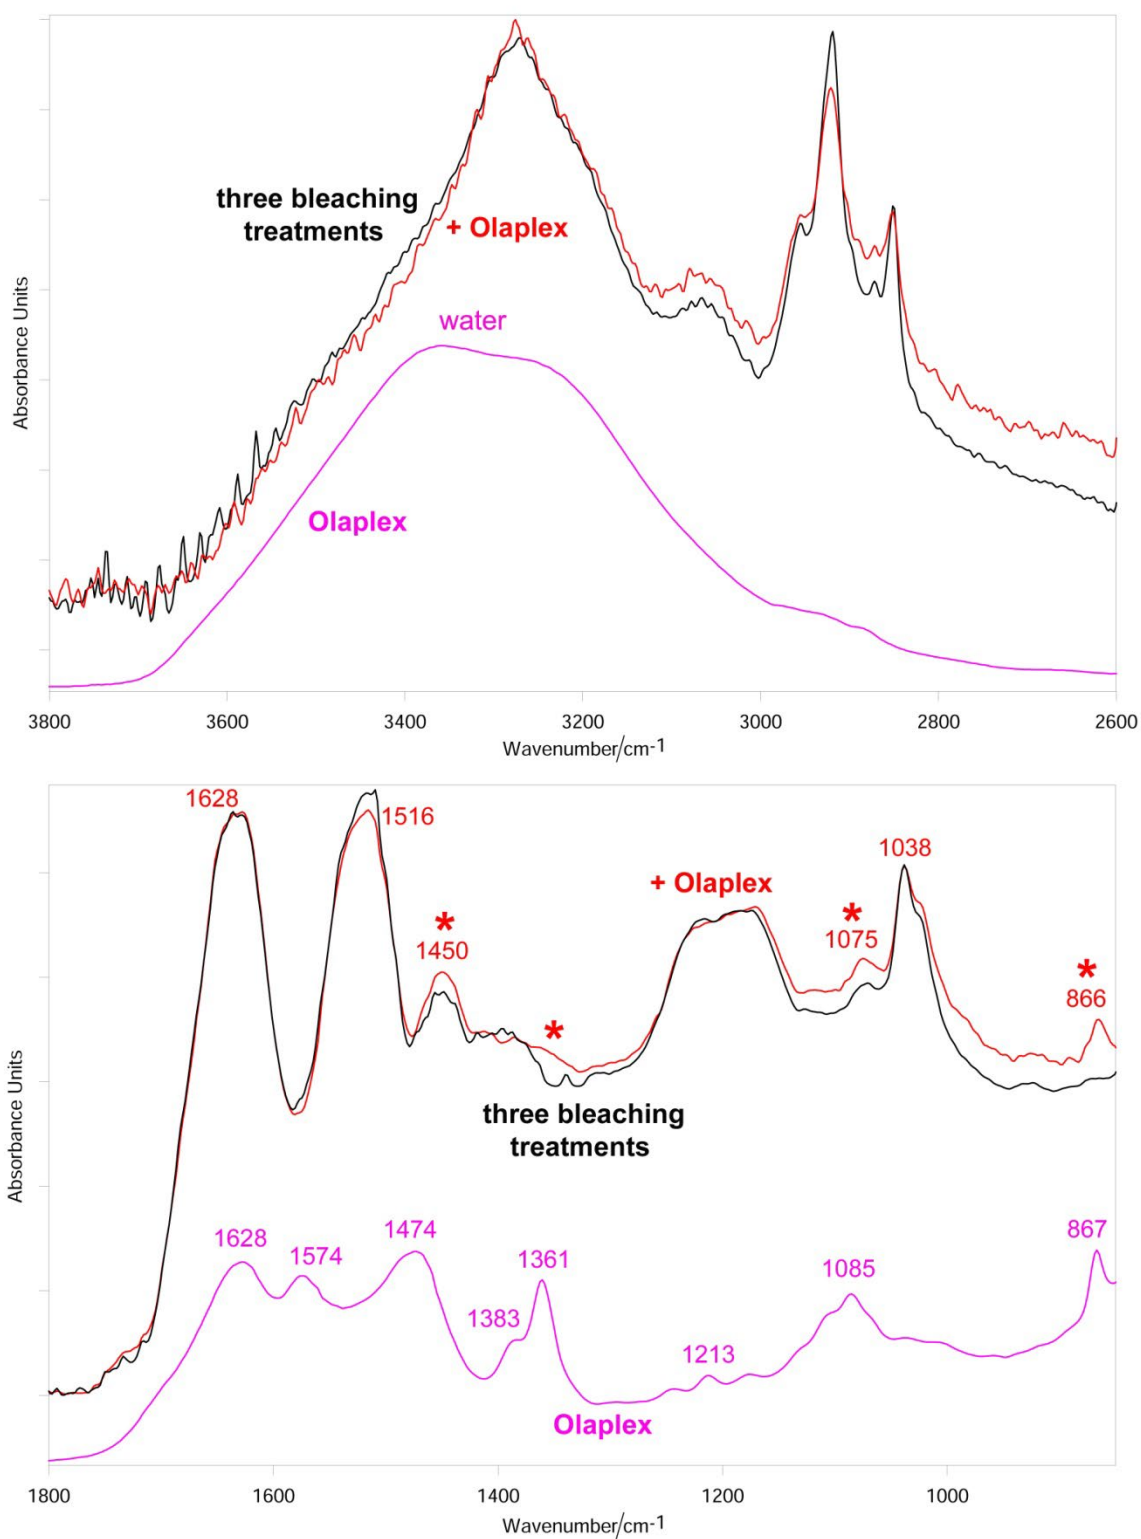 Absorbance Units
three bleaching
treatments
+ Olaplex
water
Olaplex
3800 3600 3400 3200 3000 2800 2600
Wavenumber/cm-1
Absorbance Units
1628
1516
*
1450
*
+ Olaplex
*
1075
1038
*
866
three bleaching
treatments
1628
1574
1474
1383
1361
1213
1085
867
Olaplex
1800 1600 1400 1200 1000
Wavenumber/cm-1